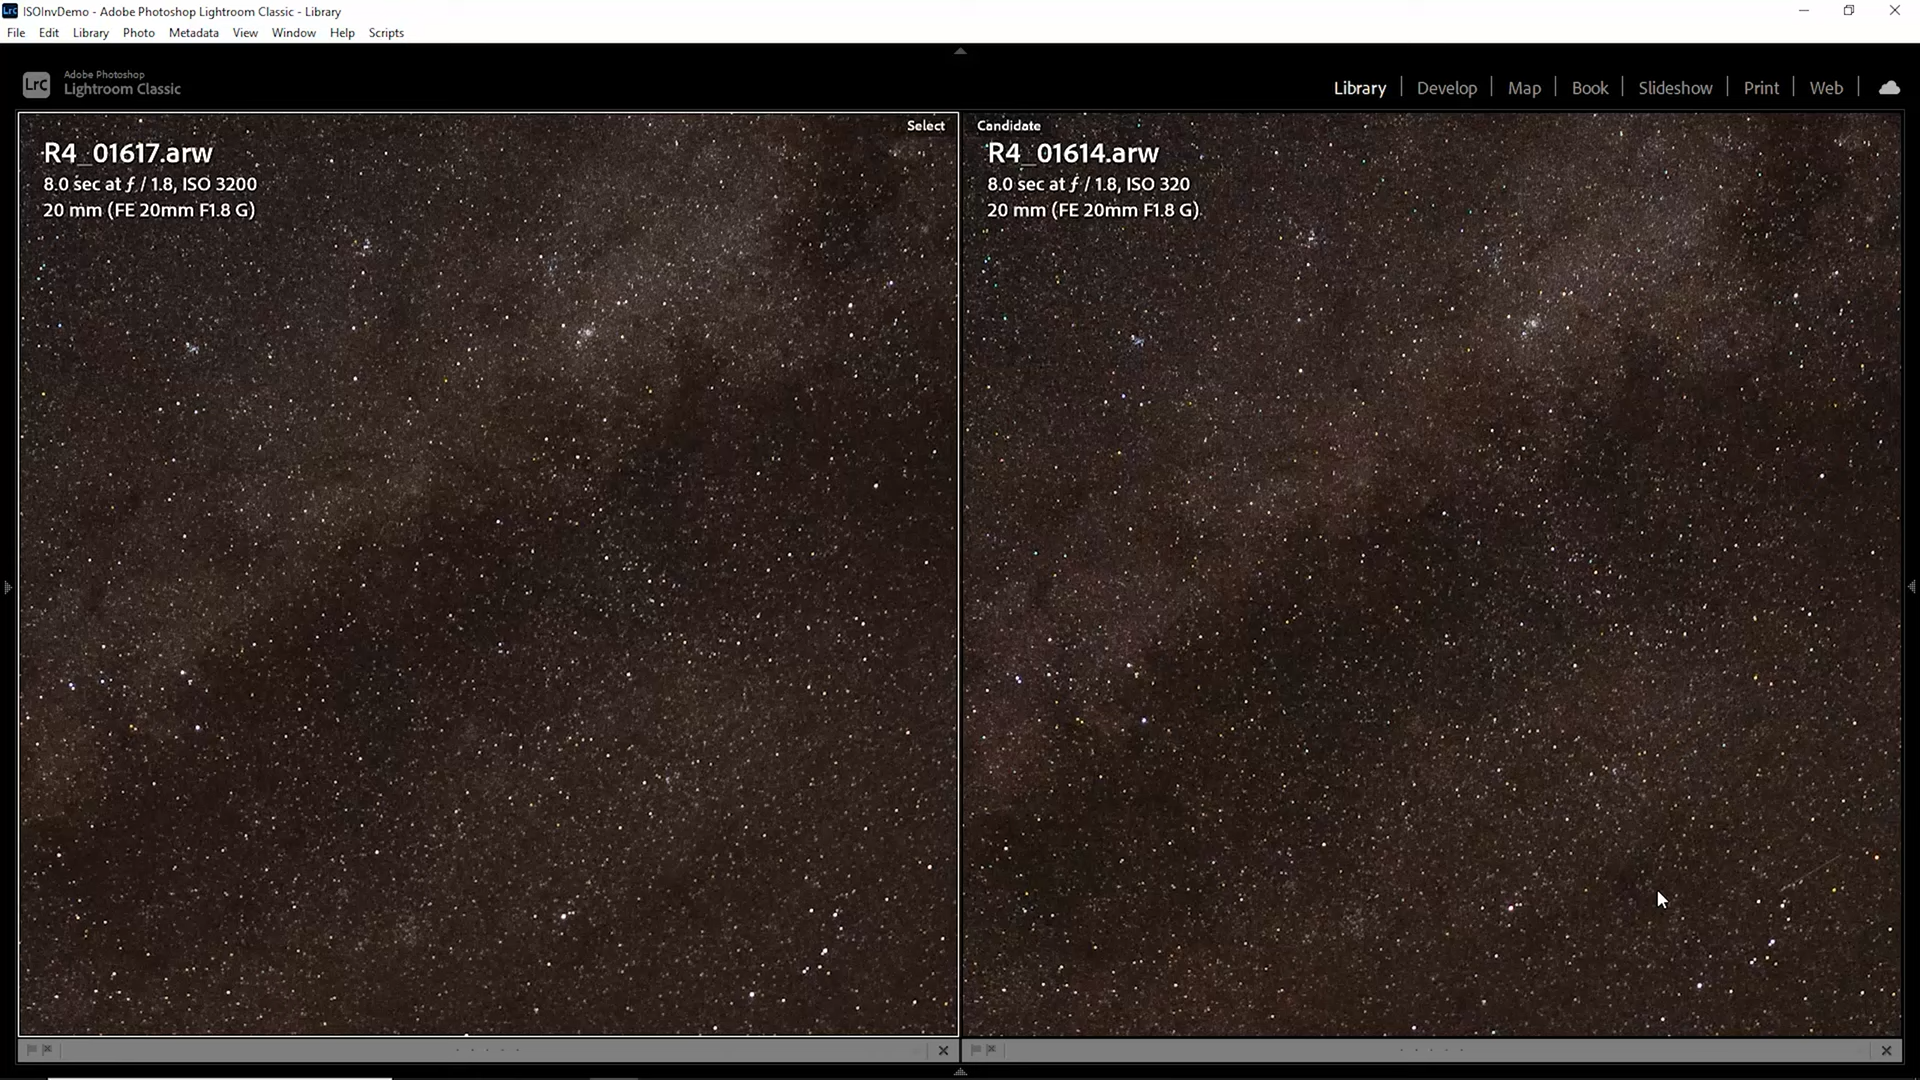 Lrc ISOInvDemo - Adobe Photoshop Lightroom Classic - Library
File Edit Library Photo Metadata View Window Help Scripts
Lrc
Adobe Photoshop
Lightroom Classic
Library Develop Map Book Slideshow Print Web
Select
R4_01617.arw
8.0 sec at ƒ / 1.8, ISO 3200
20 mm (FE 20mm F1.8 G)
Candidate
R4_01614.arw
8.0 sec at ƒ / 1.8, ISO 320
20 mm (FE 20mm F1.8 G)